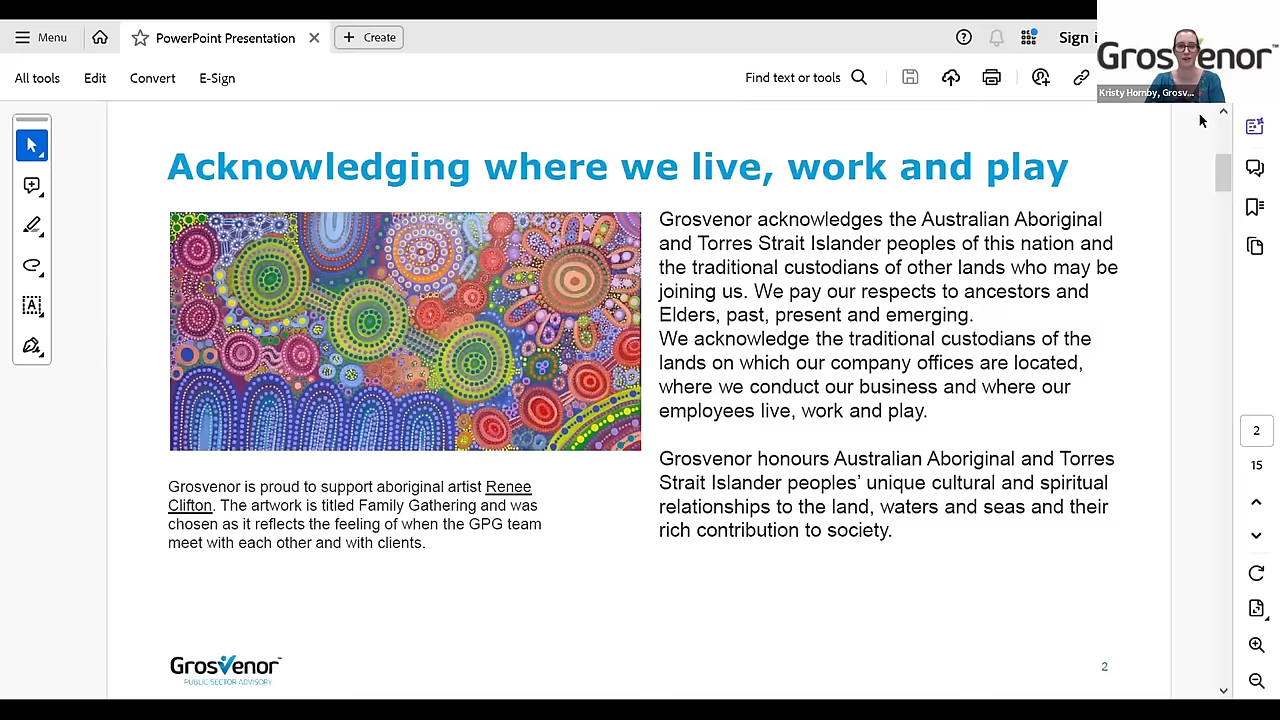 Menu
PowerPoint Presentation
Create
Sign i
GrosvenorTM
Kristy Hornby, Grosv...
All tools
Edit
Convert
E-Sign
Find text or tools
Acknowledging where we live, work and play
Grosvenor acknowledges the Australian Aboriginal
and Torres Strait Islander peoples of this nation and
the traditional custodians of other lands who may be
joining us. We pay our respects to ancestors and
Elders, past, present and emerging.
We acknowledge the traditional custodians of the
lands on which our company offices are located,
where we conduct our business and where our
employees live, work and play.
Grosvenor honours Australian Aboriginal and Torres
Strait Islander peoples’ unique cultural and spiritual
relationships to the land, waters and seas and their
rich contribution to society.
Grosvenor is proud to support aboriginal artist Renee
Clifton. The artwork is titled Family Gathering and was
chosen as it reflects the feeling of when the GPG team
meet with each other and with clients.
2
15
Grosvenor™
PUBLIC SECTOR ADVISORY
2